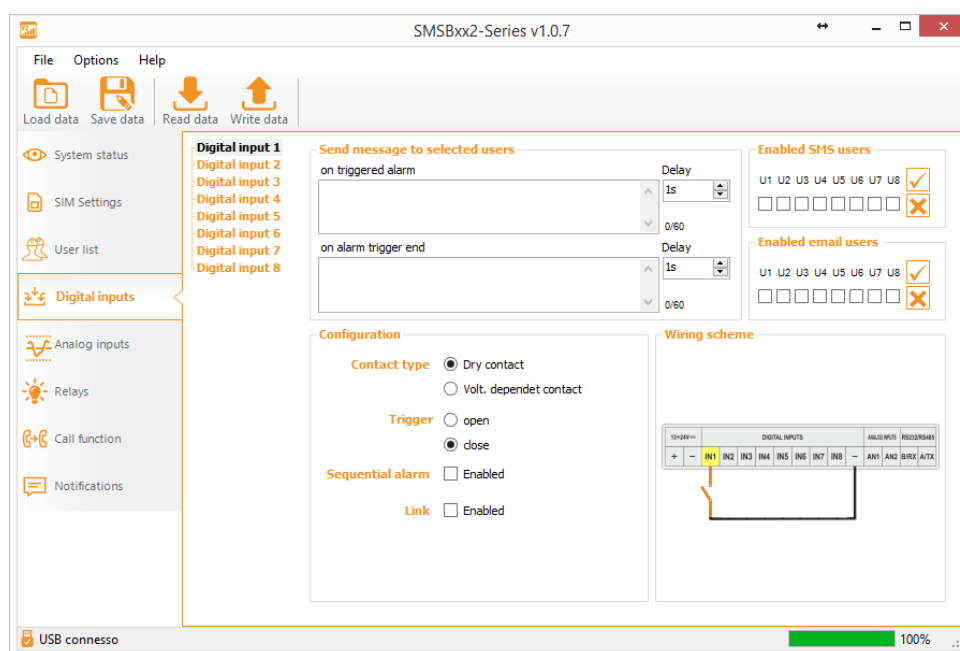 SMSBxx2-Series v1.0.7
File Options Help
Load data Save data Read data Write data
System status
SIM Settings
User list
Digital inputs
Analog inputs
Relays
Call function
Notifications
Digital input 1
Digital input 2
Digital input 3
Digital input 4
Digital input 5
Digital input 6
Digital input 7
Digital input 8
Send message to selected users
on triggered alarm Delay
1s
0/60
on alarm trigger end Delay
1s
0/60
Enabled SMS users
U1 U2 U3 U4 U5 U6 U7 U8
Enabled email users
U1 U2 U3 U4 U5 U6 U7 U8
Configuration
Contact type Dry contact
Volt. dependet contact
Trigger open
close
Sequential alarm Enabled
Link Enabled
Wiring scheme
12÷24V⎓ DIGITAL INPUTS ANALOG INPUTS RS232/RS485
+ − IN1 IN2 IN3 IN4 IN5 IN6 IN7 IN8 − AN1 AN2 B/RX A/TX
USB connesso 100%